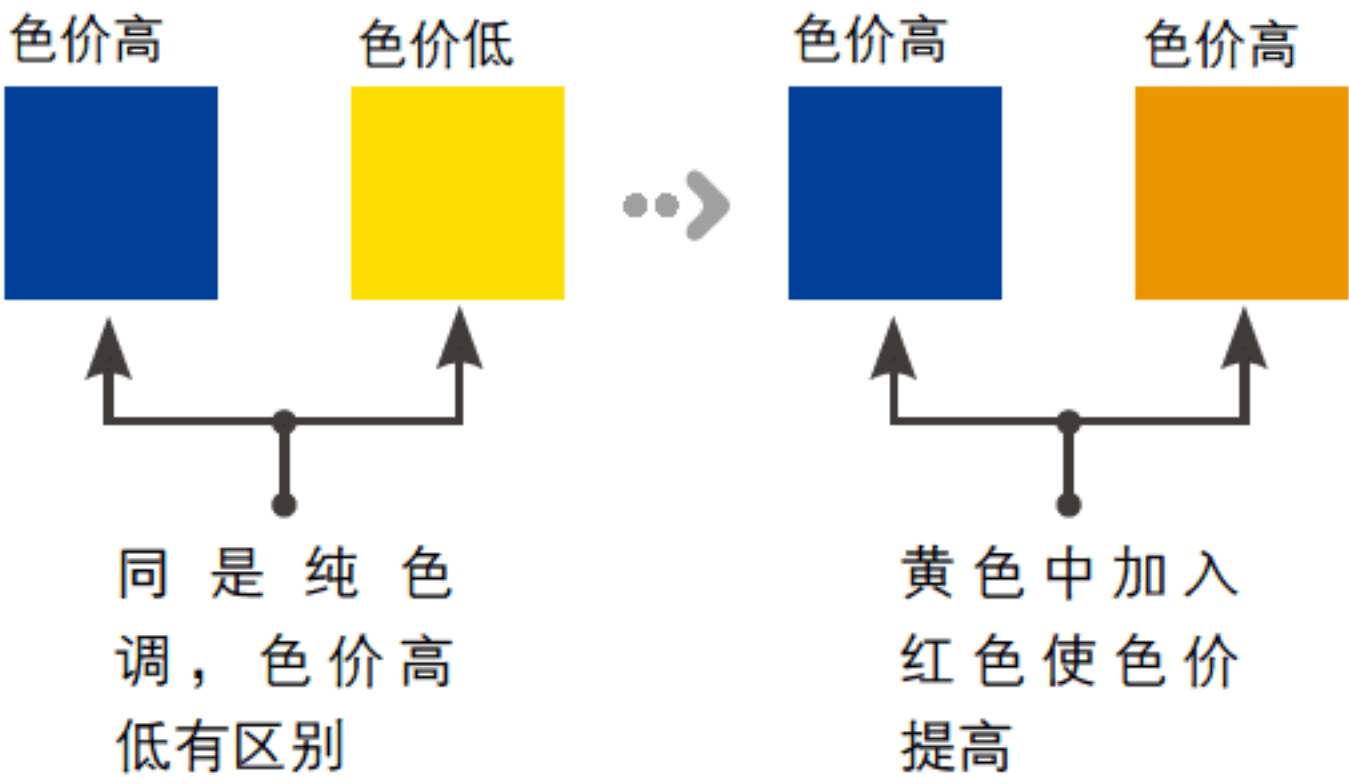 色价高
色价低
色价高
色价高
同是纯色
调，色价高
低有区别
黄色中加入
红色使色价
提高